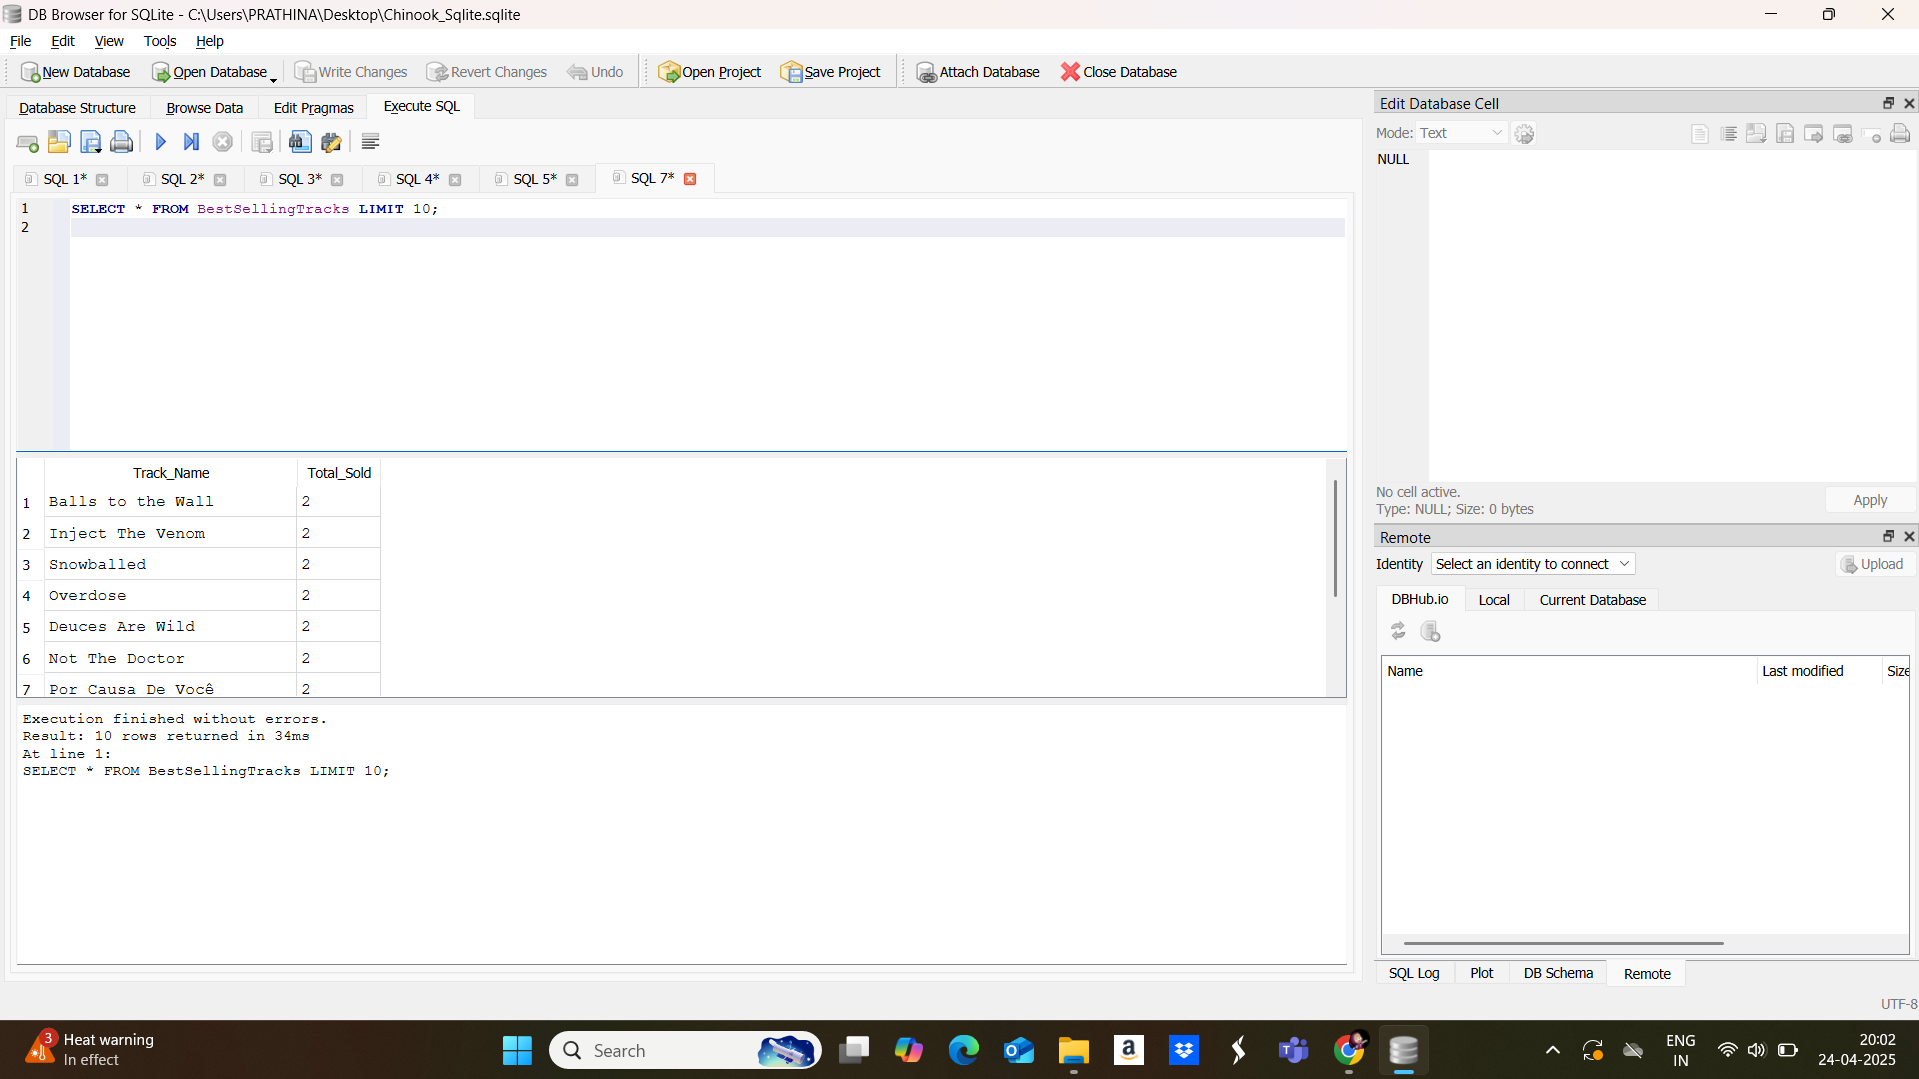 DB Browser for SQLite - C:\Users\PRATHINA\Desktop\Chinook_Sqlite.sqlite
File Edit View Tools Help
New Database Open Database Write Changes Revert Changes Undo Open Project Save Project Attach Database Close Database
Database Structure Browse Data Edit Pragmas Execute SQL
SQL 1* SQL 2* SQL 3* SQL 4* SQL 5* SQL 7*
1 SELECT * FROM BestSellingTracks LIMIT 10;
2
Track_Name Total_Sold
1 Balls to the Wall 2
2 Inject The Venom 2
3 Snowballed 2
4 Overdose 2
5 Deuces Are Wild 2
6 Not The Doctor 2
7 Por Causa De Você 2
Execution finished without errors.
Result: 10 rows returned in 34ms
At line 1:
SELECT * FROM BestSellingTracks LIMIT 10;
Edit Database Cell
Mode: Text
NULL
No cell active.
Type: NULL; Size: 0 bytes
Apply
Remote
Identity Select an identity to connect Upload
DBHub.io Local Current Database
Name Last modified Size
SQL Log Plot DB Schema Remote
UTF-8
3
Heat warning
In effect
Search
a
ENG
IN
20:02
24-04-2025